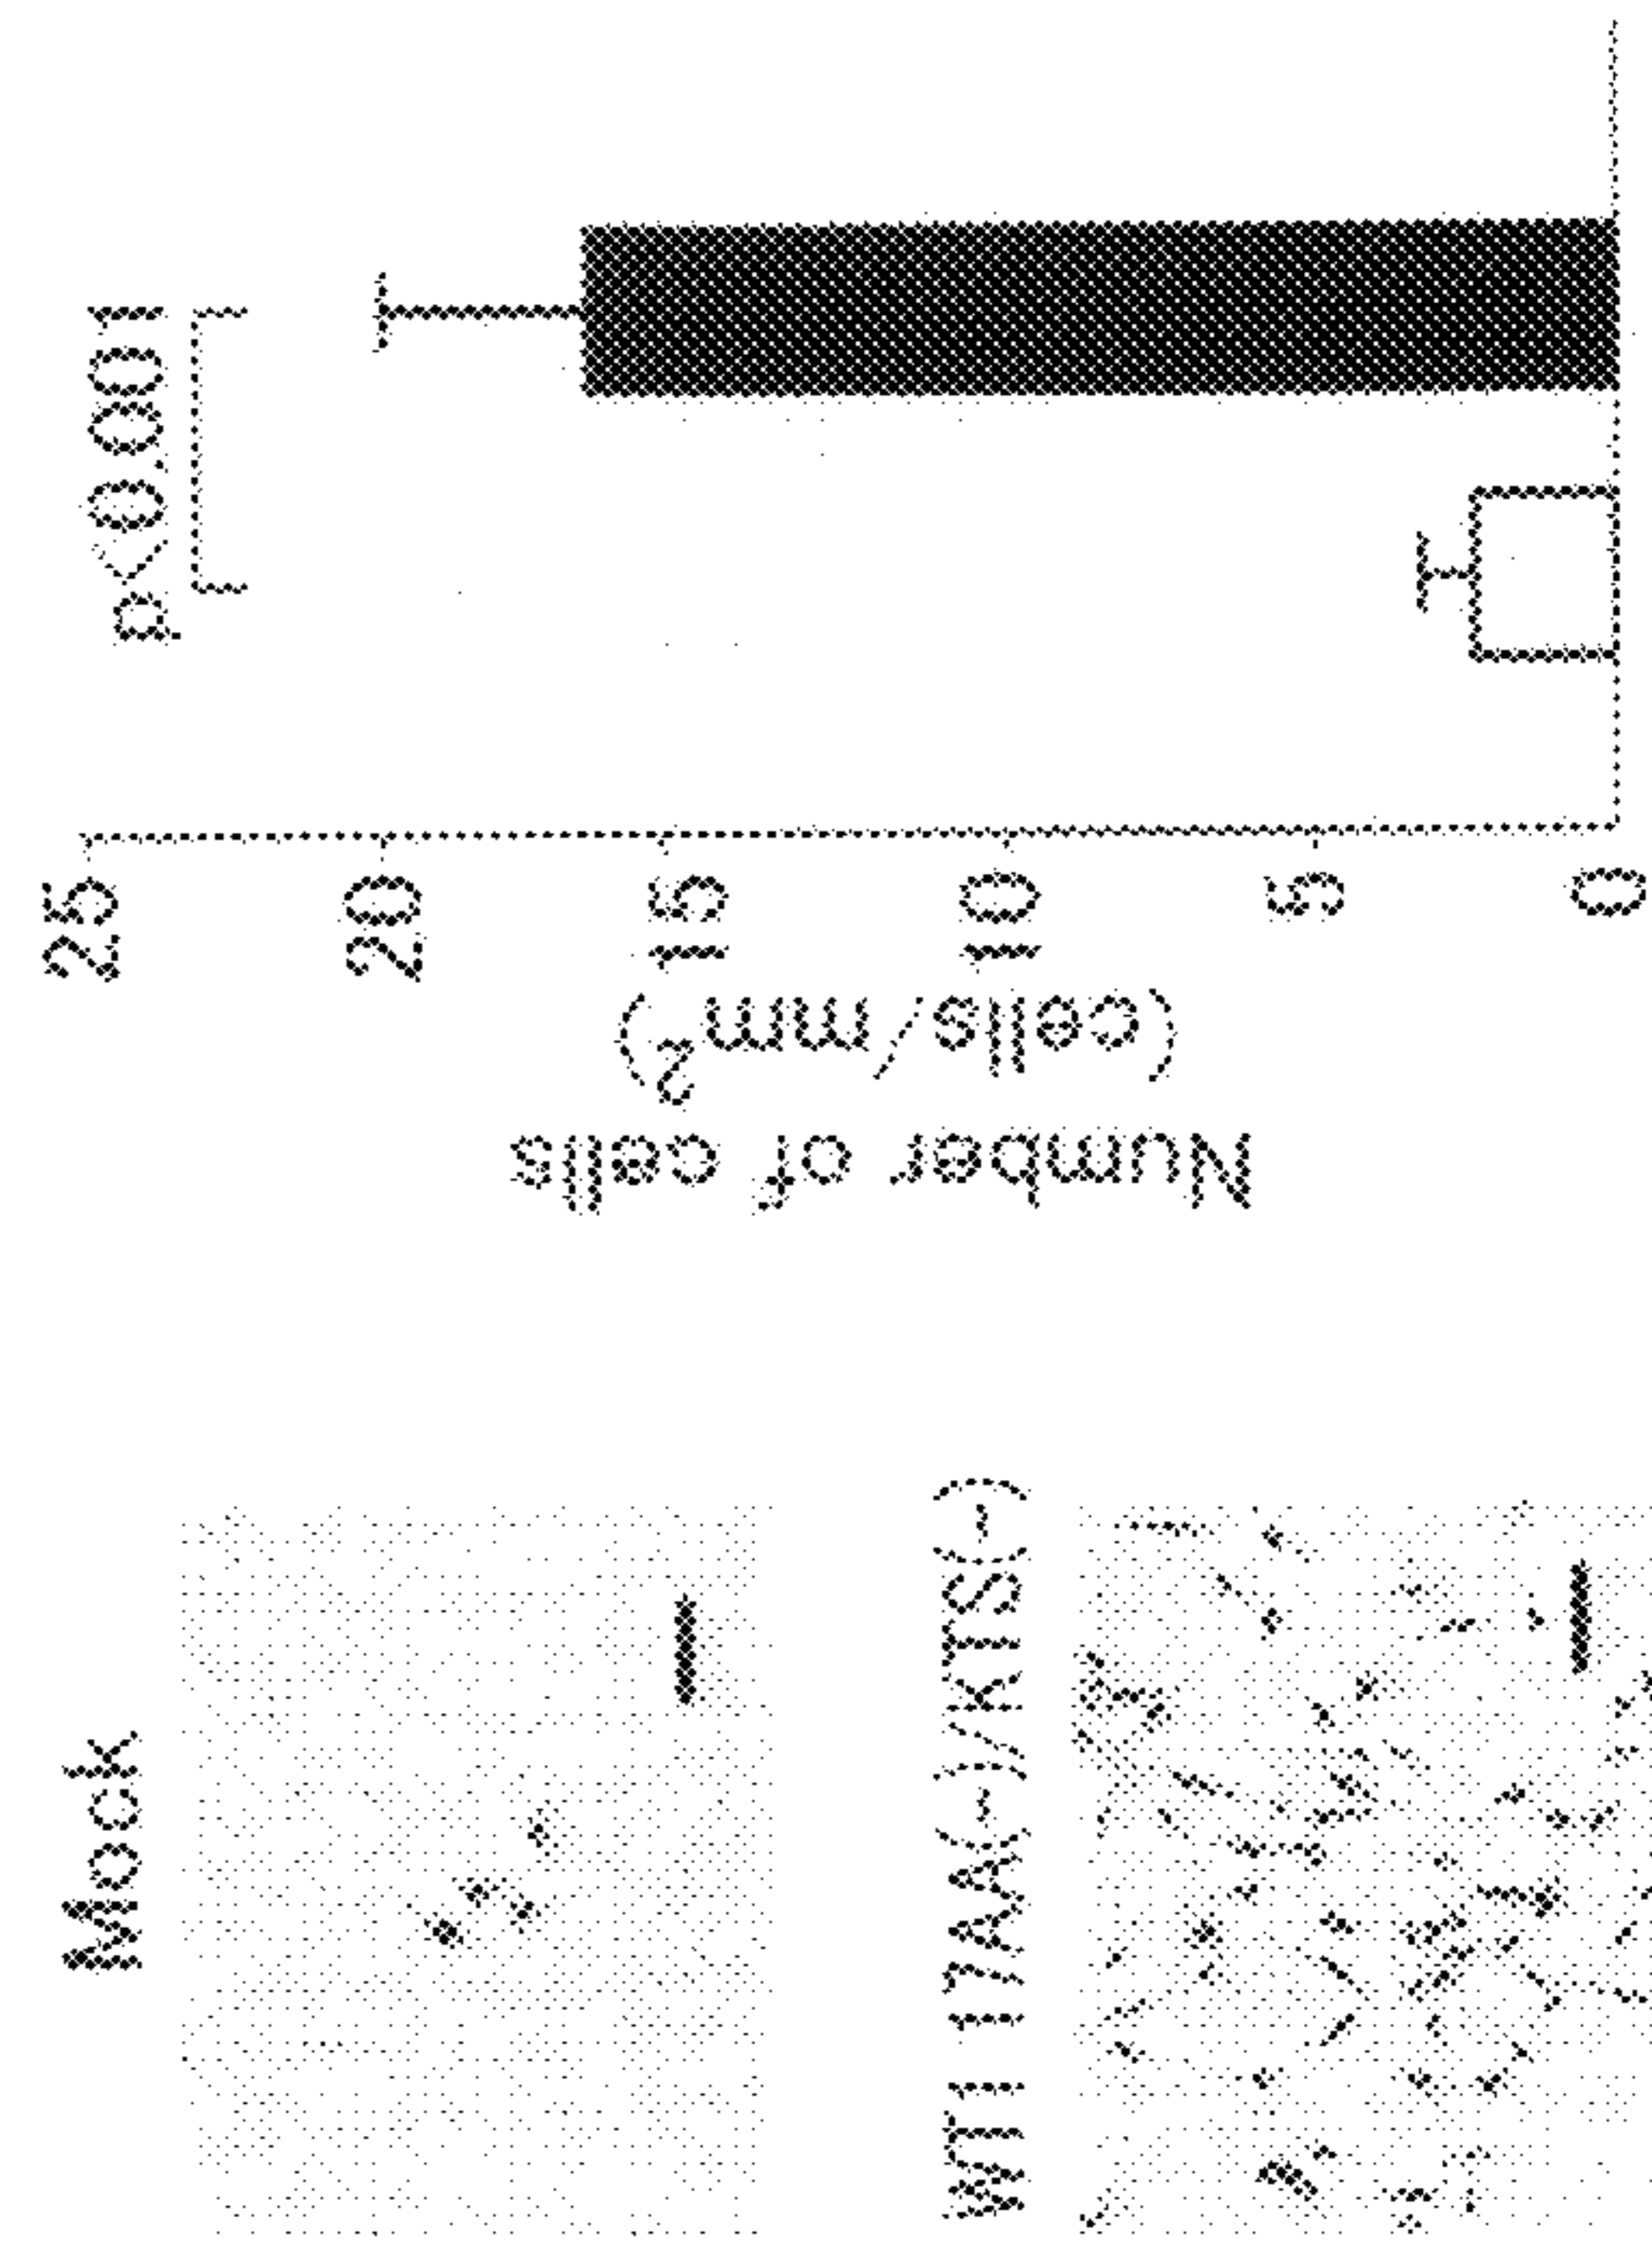 Mock
WT1 17AA(-)/KTS(-)
Number of cells
(cells/mm²)
25
20
15
10
5
0
p<0.001